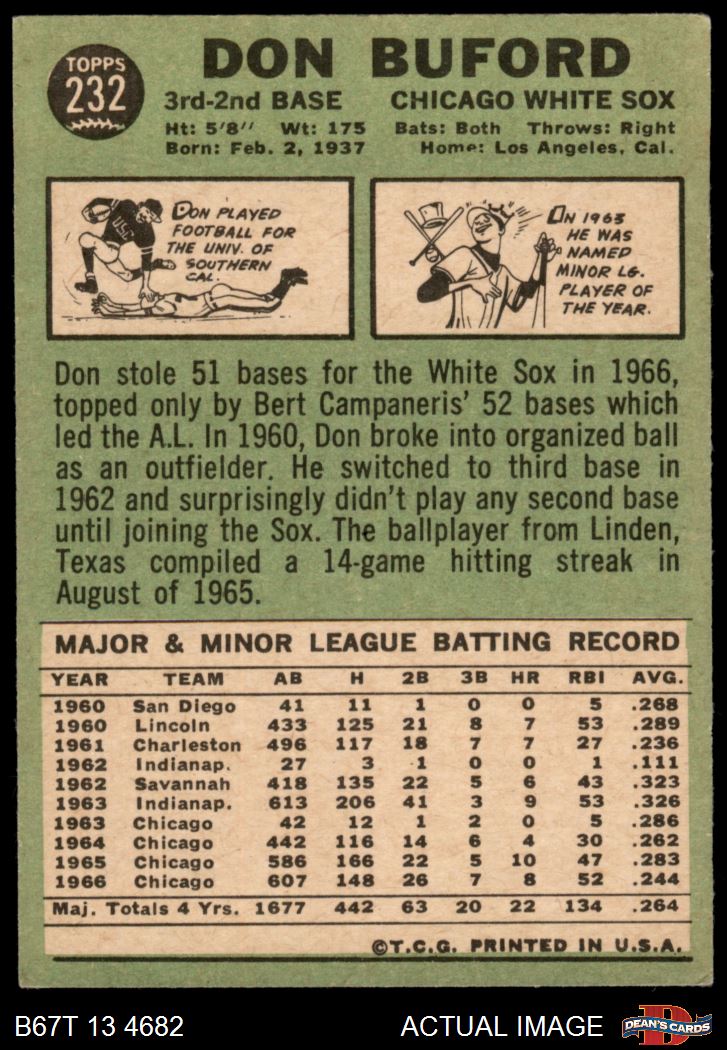 TOPPS
232
DON BUFORD
3rd-2nd BASE CHICAGO WHITE SOX
Ht: 5'8" Wt: 175 Bats: Both Throws: Right
Born: Feb. 2, 1937 Home: Los Angeles, Cal.
USC
DON PLAYED
FOOTBALL FOR
THE UNIV. OF
SOUTHERN
CAL.
IN 1963
HE WAS
NAMED
MINOR LG.
PLAYER OF
THE YEAR.
Don stole 51 bases for the White Sox in 1966,
topped only by Bert Campaneris' 52 bases which
led the A.L. In 1960, Don broke into organized ball
as an outfielder. He switched to third base in
1962 and surprisingly didn't play any second base
until joining the Sox. The ballplayer from Linden,
Texas compiled a 14-game hitting streak in
August of 1965.
MAJOR & MINOR LEAGUE BATTING RECORD
YEAR TEAM AB H 2B 3B HR RBI AVG.
1960 San Diego 41 11 1 0 0 5 .268
1960 Lincoln 433 125 21 8 7 53 .289
1961 Charleston 496 117 18 7 7 27 .236
1962 Indianap. 27 3 1 0 0 1 .111
1962 Savannah 418 135 22 5 6 43 .323
1963 Indianap. 613 206 41 3 9 53 .326
1963 Chicago 42 12 1 2 0 5 .286
1964 Chicago 442 116 14 6 4 30 .262
1965 Chicago 586 166 22 5 10 47 .283
1966 Chicago 607 148 26 7 8 52 .244
Maj. Totals 4 Yrs. 1677 442 63 20 22 134 .264
©T.C.G. PRINTED IN U.S.A.
B67T 13 4682 ACTUAL IMAGE
D
DEAN'S CARDS